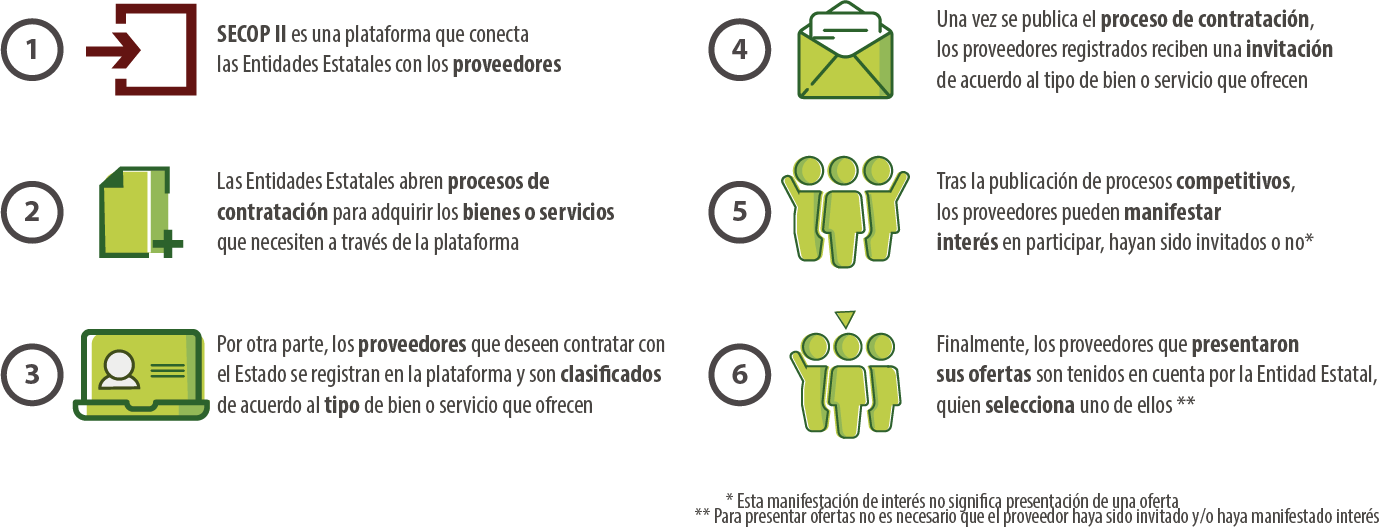 1
SECOP II es una plataforma que conecta
las Entidades Estatales con los proveedores
2
Las Entidades Estatales abren procesos de
contratación para adquirir los bienes o servicios
que necesiten a través de la plataforma
3
Por otra parte, los proveedores que deseen contratar con
el Estado se registran en la plataforma y son clasificados
de acuerdo al tipo de bien o servicio que ofrecen
4
Una vez se publica el proceso de contratación,
los proveedores registrados reciben una invitación
de acuerdo al tipo de bien o servicio que ofrecen
5
Tras la publicación de procesos competitivos,
los proveedores pueden manifestar
interés en participar, hayan sido invitados o no*
6
Finalmente, los proveedores que presentaron
sus ofertas son tenidos en cuenta por la Entidad Estatal,
quien selecciona uno de ellos **
* Esta manifestación de interés no significa presentación de una oferta
** Para presentar ofertas no es necesario que el proveedor haya sido invitado y/o haya manifestado interés